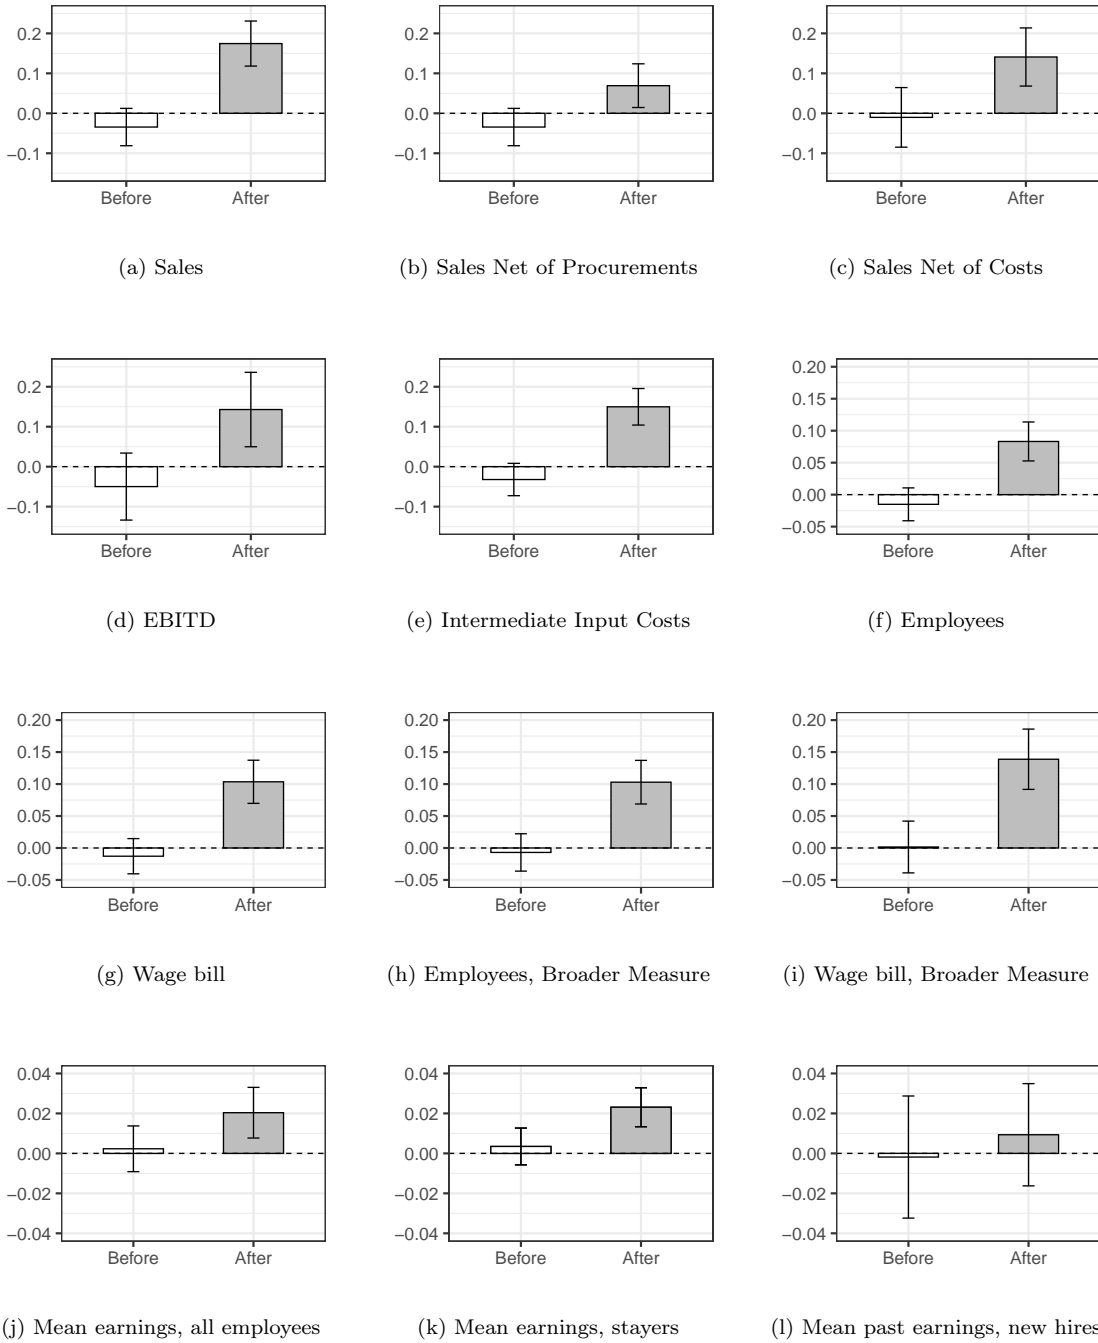 0.2
0.1
0.0
−0.1
Before After
(a) Sales
0.2
0.1
0.0
−0.1
Before After
(b) Sales Net of Procurements
0.2
0.1
0.0
−0.1
Before After
(c) Sales Net of Costs
0.2
0.1
0.0
−0.1
Before After
(d) EBITD
0.2
0.1
0.0
−0.1
Before After
(e) Intermediate Input Costs
0.20
0.15
0.10
0.05
0.00
−0.05
Before After
(f) Employees
0.20
0.15
0.10
0.05
0.00
−0.05
Before After
(g) Wage bill
0.20
0.15
0.10
0.05
0.00
−0.05
Before After
(h) Employees, Broader Measure
0.20
0.15
0.10
0.05
0.00
−0.05
Before After
(i) Wage bill, Broader Measure
0.04
0.02
0.00
−0.02
−0.04
Before After
(j) Mean earnings, all employees
0.04
0.02
0.00
−0.02
−0.04
Before After
(k) Mean earnings, stayers
0.04
0.02
0.00
−0.02
−0.04
Before After
(l) Mean past earnings, new hires